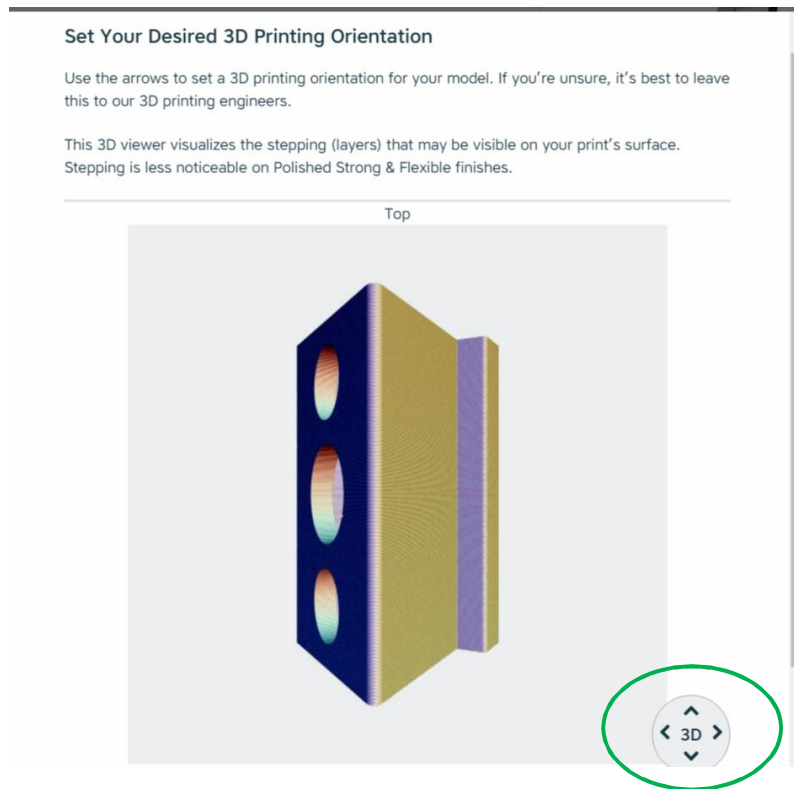 Set Your Desired 3D Printing Orientation
Use the arrows to set a 3D printing orientation for your model. If you're unsure, it's best to leave
this to our 3D printing engineers.
This 3D viewer visualizes the stepping (layers) that may be visible on your print's surface.
Stepping is less noticeable on Polished Strong & Flexible finishes.
Top
3D